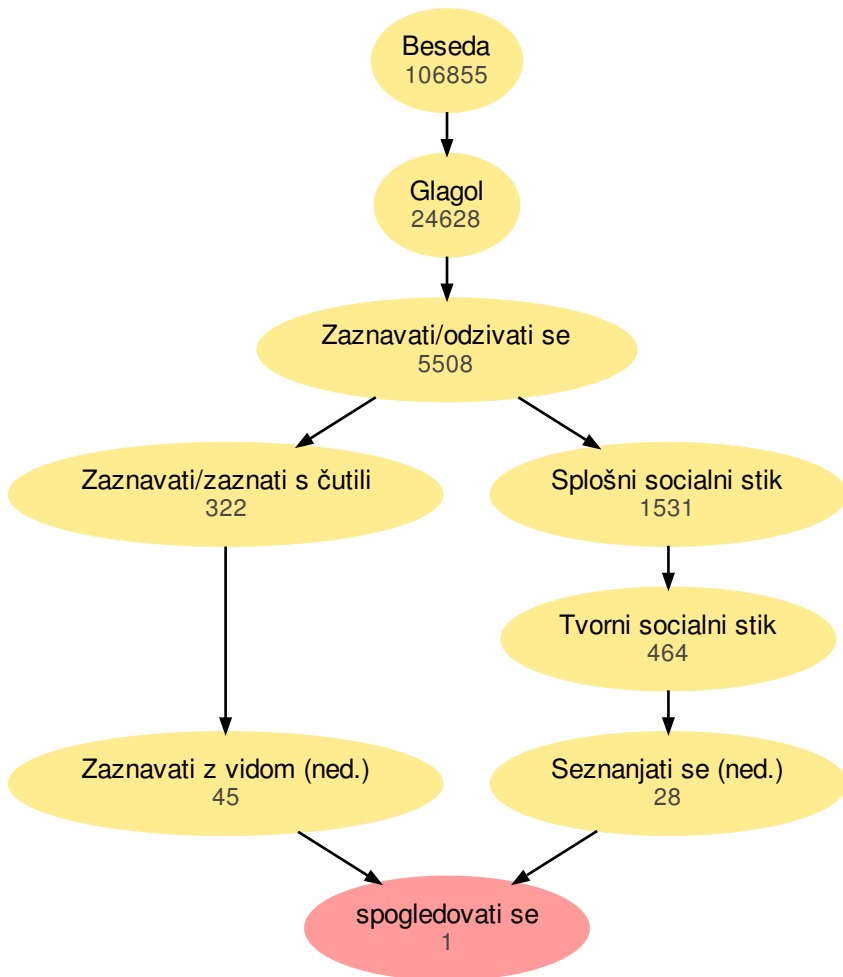 Beseda
106855
Glagol
24628
Zaznavati/odzivati se
5508
Zaznavati/zaznati s čutili
322
Splošni socialni stik
1531
Tvorni socialni stik
464
Zaznavati z vidom (ned.)
45
Seznanjati se (ned.)
28
spogledovati se
1